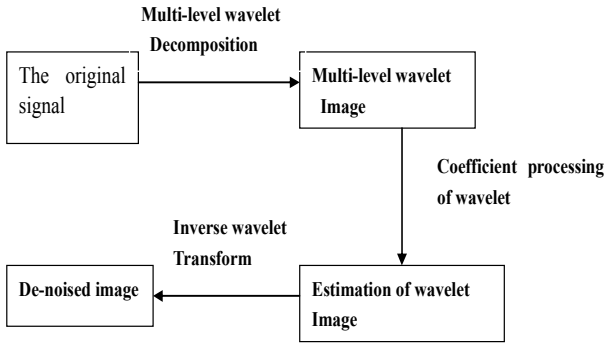 Multi-level wavelet
Decomposition
The original
signal
Multi-level wavelet
Image
Coefficient processing
of wavelet
Inverse wavelet
Transform
De-noised image
Estimation of wavelet
Image